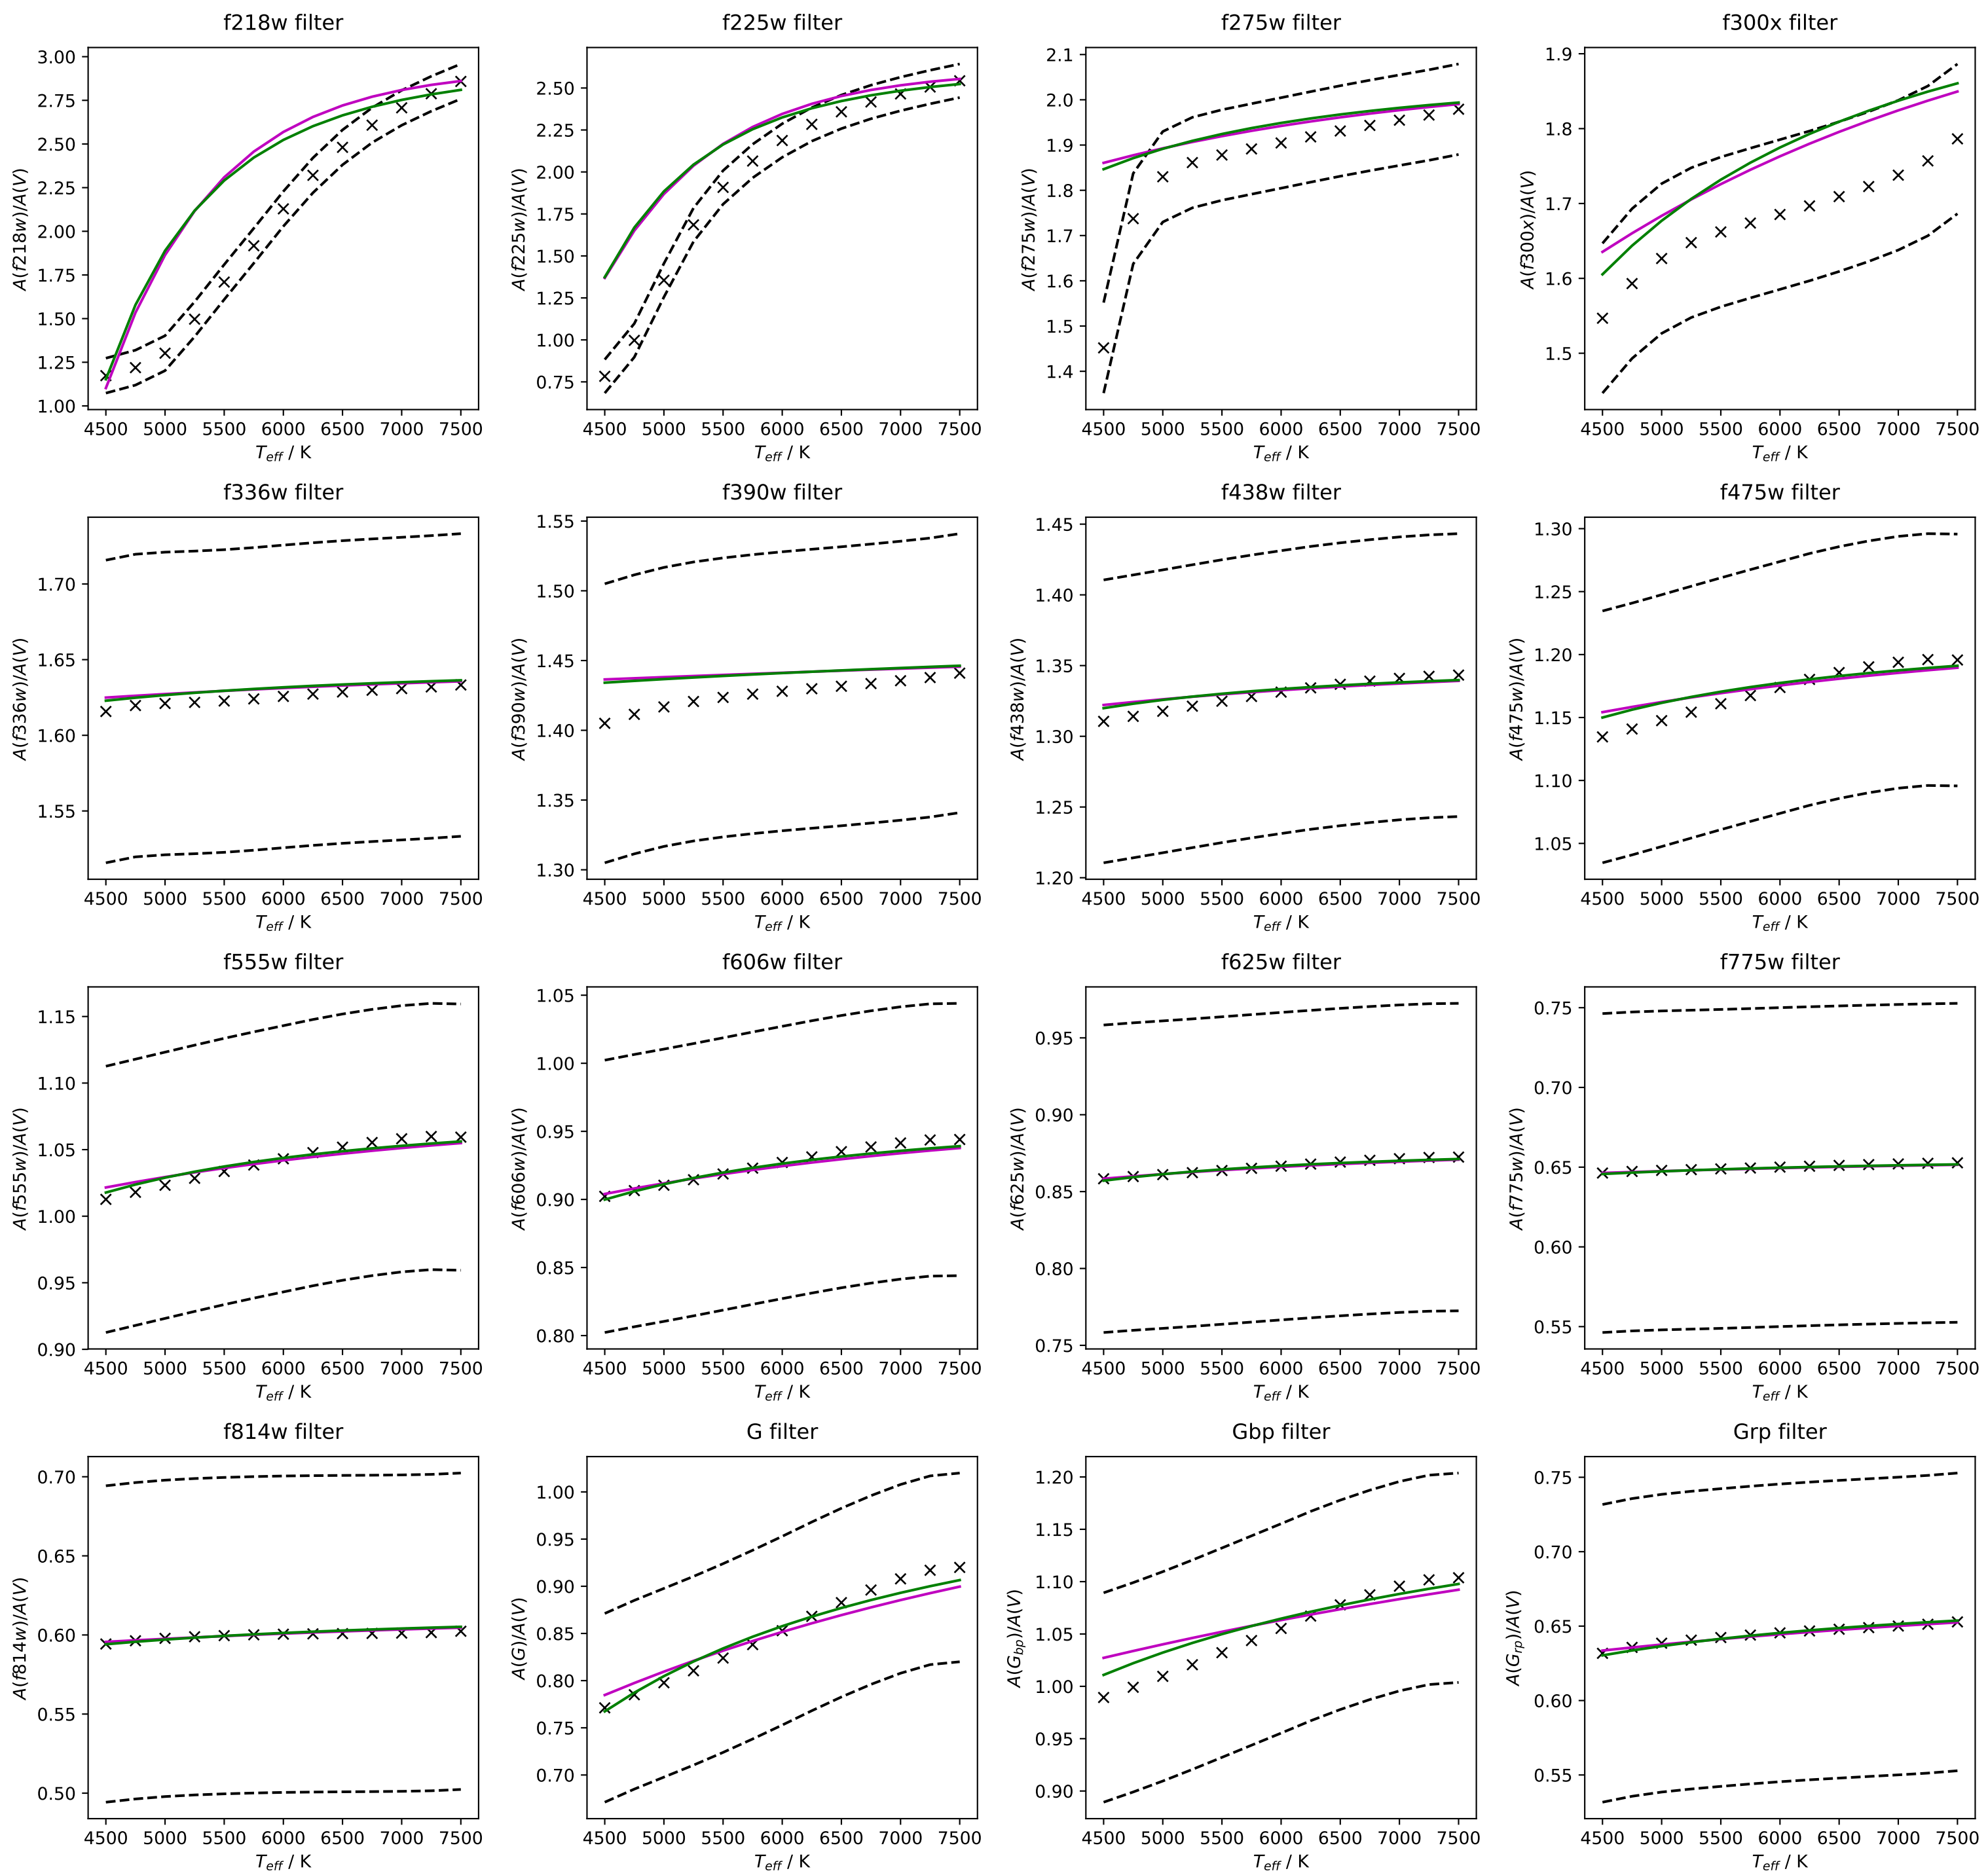 f218w filter
3.00
2.75
2.50
2.25
2.00
1.75
1.50
1.25
1.00
A(f218w)/A(V)
4500 5000 5500 6000 6500 7000 7500
T_eff / K
f225w filter
2.50
2.25
2.00
1.75
1.50
1.25
1.00
0.75
A(f225w)/A(V)
4500 5000 5500 6000 6500 7000 7500
T_eff / K
f275w filter
2.1
2.0
1.9
1.8
1.7
1.6
1.5
1.4
A(f275w)/A(V)
4500 5000 5500 6000 6500 7000 7500
T_eff / K
f300x filter
1.9
1.8
1.7
1.6
1.5
A(f300x)/A(V)
4500 5000 5500 6000 6500 7000 7500
T_eff / K
f336w filter
1.70
1.65
1.60
1.55
A(f336w)/A(V)
4500 5000 5500 6000 6500 7000 7500
T_eff / K
f390w filter
1.55
1.50
1.45
1.40
1.35
1.30
A(f390w)/A(V)
4500 5000 5500 6000 6500 7000 7500
T_eff / K
f438w filter
1.45
1.40
1.35
1.30
1.25
1.20
A(f438w)/A(V)
4500 5000 5500 6000 6500 7000 7500
T_eff / K
f475w filter
1.30
1.25
1.20
1.15
1.10
1.05
A(f475w)/A(V)
4500 5000 5500 6000 6500 7000 7500
T_eff / K
f555w filter
1.15
1.10
1.05
1.00
0.95
0.90
A(f555w)/A(V)
4500 5000 5500 6000 6500 7000 7500
T_eff / K
f606w filter
1.05
1.00
0.95
0.90
0.85
0.80
A(f606w)/A(V)
4500 5000 5500 6000 6500 7000 7500
T_eff / K
f625w filter
0.95
0.90
0.85
0.80
0.75
A(f625w)/A(V)
4500 5000 5500 6000 6500 7000 7500
T_eff / K
f775w filter
0.75
0.70
0.65
0.60
0.55
A(f775w)/A(V)
4500 5000 5500 6000 6500 7000 7500
T_eff / K
f814w filter
0.70
0.65
0.60
0.55
0.50
A(f814w)/A(V)
4500 5000 5500 6000 6500 7000 7500
T_eff / K
G filter
1.00
0.95
0.90
0.85
0.80
0.75
0.70
A(G)/A(V)
4500 5000 5500 6000 6500 7000 7500
T_eff / K
Gbp filter
1.20
1.15
1.10
1.05
1.00
0.95
0.90
A(G_bp)/A(V)
4500 5000 5500 6000 6500 7000 7500
T_eff / K
Grp filter
0.75
0.70
0.65
0.60
0.55
A(G_rp)/A(V)
4500 5000 5500 6000 6500 7000 7500
T_eff / K